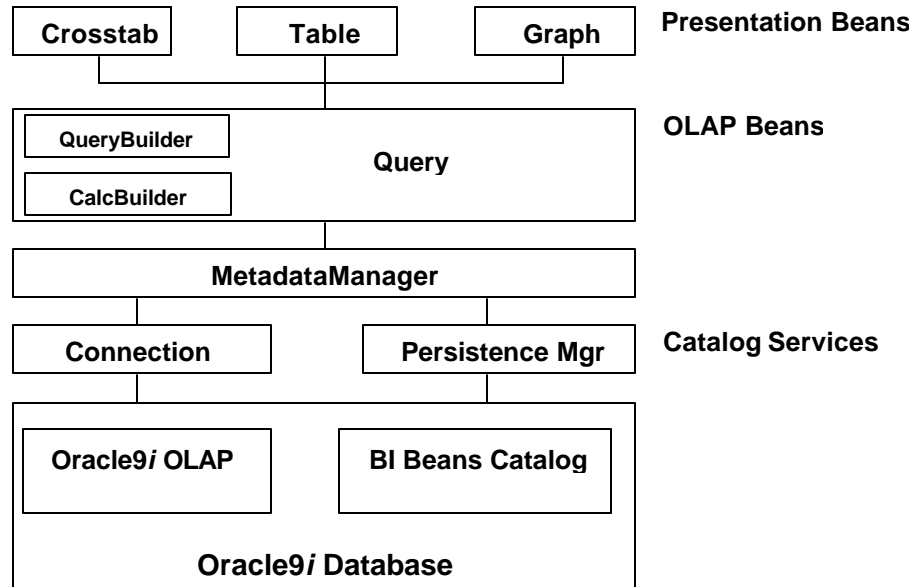 Crosstab Table Graph Presentation Beans
QueryBuilder OLAP Beans
Query
CalcBuilder
MetadataManager
Connection Persistence Mgr Catalog Services
Oracle9i OLAP BI Beans Catalog
Oracle9i Database